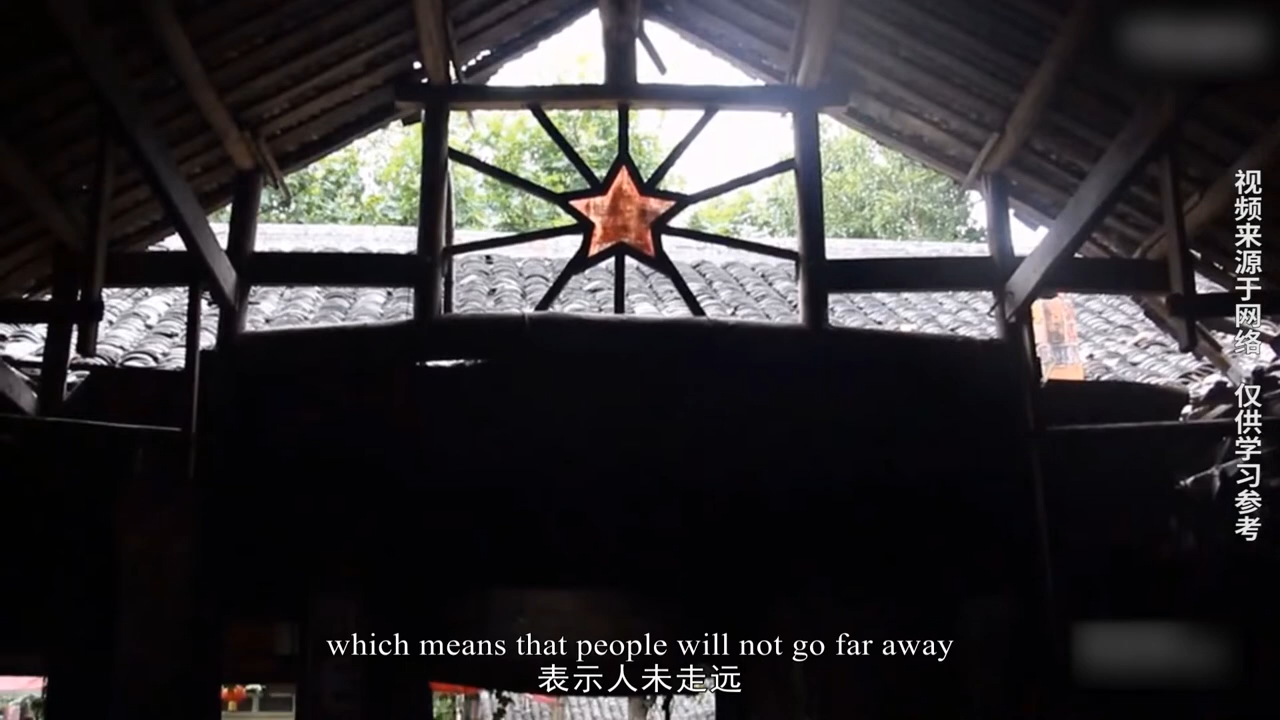 视频来源于网络 仅供学习参考
which means that people will not go far away
表示人未走远